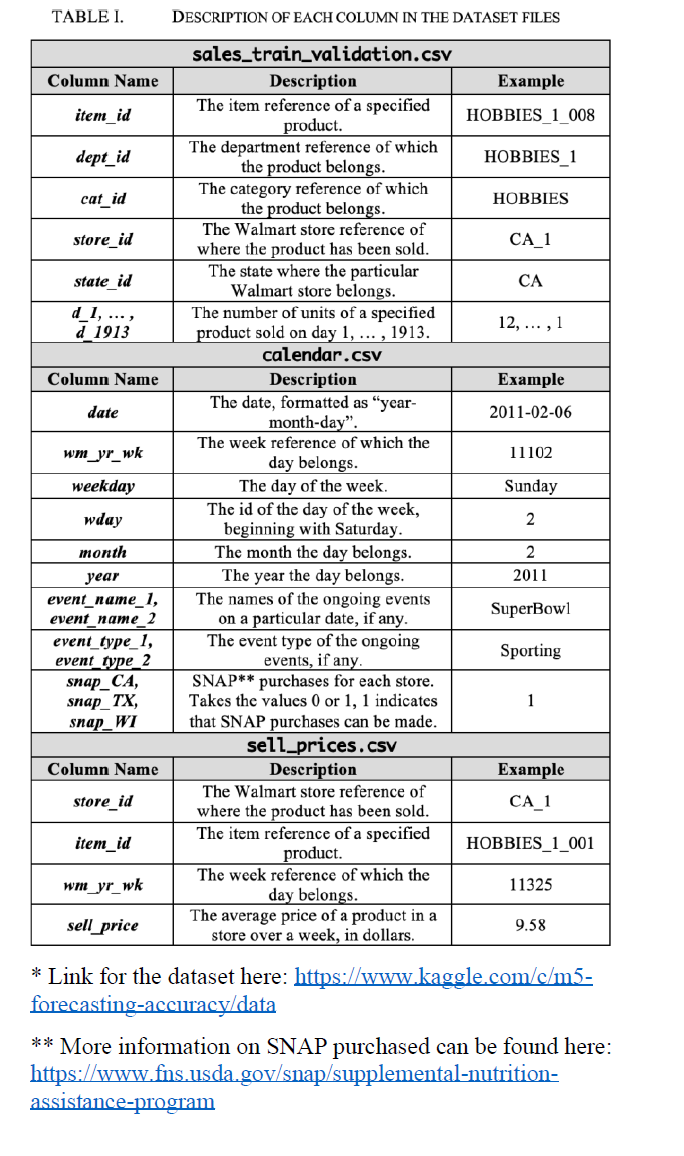 TABLE I. DESCRIPTION OF EACH COLUMN IN THE DATASET FILES
sales_train_validation.csv
Column Name Description Example
item_id The item reference of a specified product. HOBBIES_1_008
dept_id The department reference of which the product belongs. HOBBIES_1
cat_id The category reference of which the product belongs. HOBBIES
store_id The Walmart store reference of where the product has been sold. CA_1
state_id The state where the particular Walmart store belongs. CA
d_1, … , d_1913 The number of units of a specified product sold on day 1, … , 1913. 12, … , 1
calendar.csv
Column Name Description Example
date The date, formatted as “year-month-day”. 2011-02-06
wm_yr_wk The week reference of which the day belongs. 11102
weekday The day of the week. Sunday
wday The id of the day of the week, beginning with Saturday. 2
month The month the day belongs. 2
year The year the day belongs. 2011
event_name_1, event_name_2 The names of the ongoing events on a particular date, if any. SuperBowl
event_type_1, event_type_2 The event type of the ongoing events, if any. Sporting
snap_CA, snap_TX, snap_WI SNAP** purchases for each store. Takes the values 0 or 1, 1 indicates that SNAP purchases can be made. 1
sell_prices.csv
Column Name Description Example
store_id The Walmart store reference of where the product has been sold. CA_1
item_id The item reference of a specified product. HOBBIES_1_001
wm_yr_wk The week reference of which the day belongs. 11325
sell_price The average price of a product in a store over a week, in dollars. 9.58
* Link for the dataset here: https://www.kaggle.com/c/m5-
forecasting-accuracy/data
** More information on SNAP purchased can be found here:
https://www.fns.usda.gov/snap/supplemental-nutrition-
assistance-program